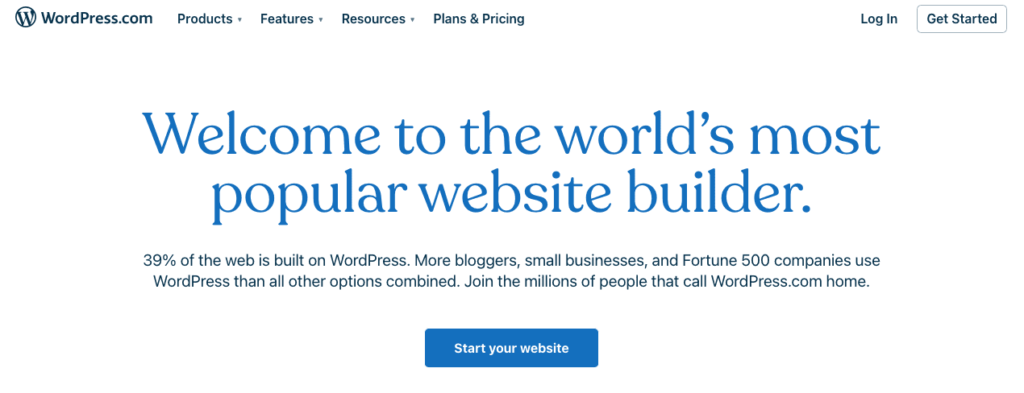 WordPress.com Products ▾ Features ▾ Resources ▾ Plans & Pricing Log In Get Started
Welcome to the world’s most
popular website builder.
39% of the web is built on WordPress. More bloggers, small businesses, and Fortune 500 companies use
WordPress than all other options combined. Join the millions of people that call WordPress.com home.
Start your website